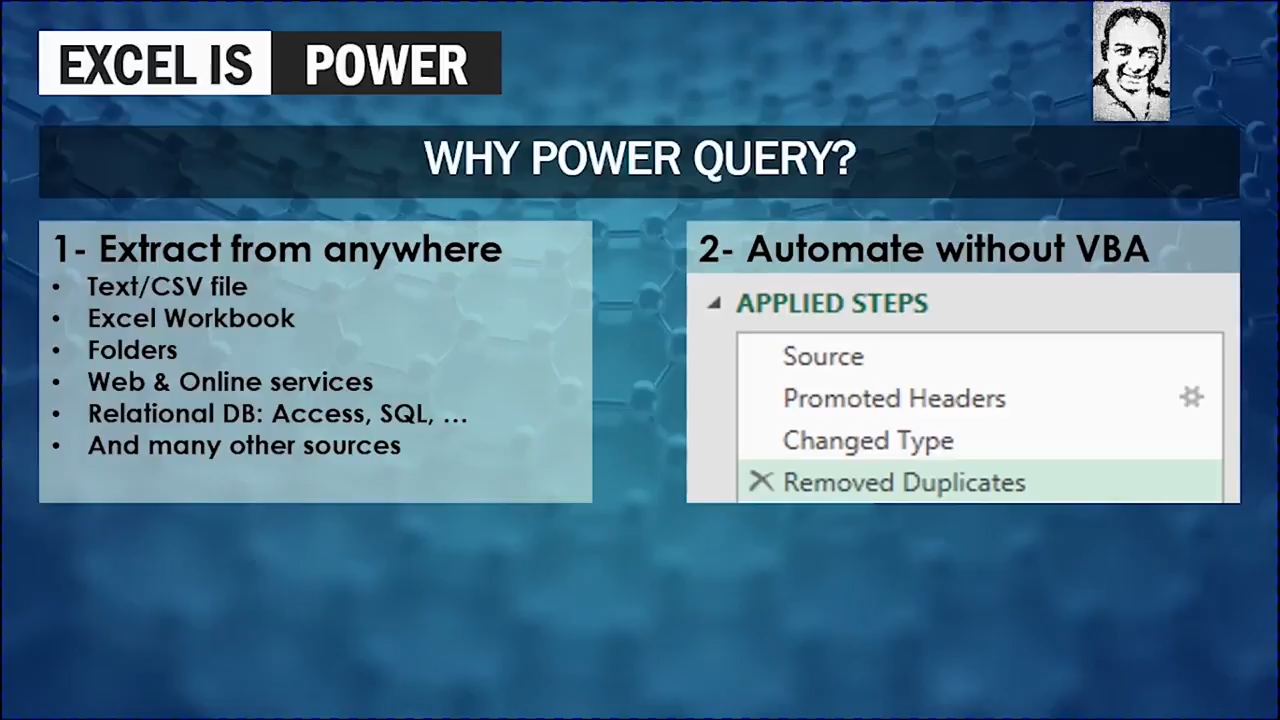 EXCEL IS POWER
WHY POWER QUERY?
1- Extract from anywhere
• Text/CSV file
• Excel Workbook
• Folders
• Web & Online services
• Relational DB: Access, SQL, ...
• And many other sources
2- Automate without VBA
APPLIED STEPS
Source
Promoted Headers
Changed Type
Removed Duplicates